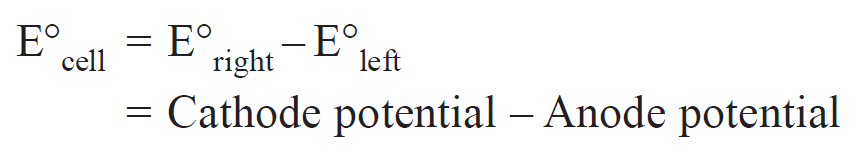 E°cell = E°right – E°left
= Cathode potential – Anode potential